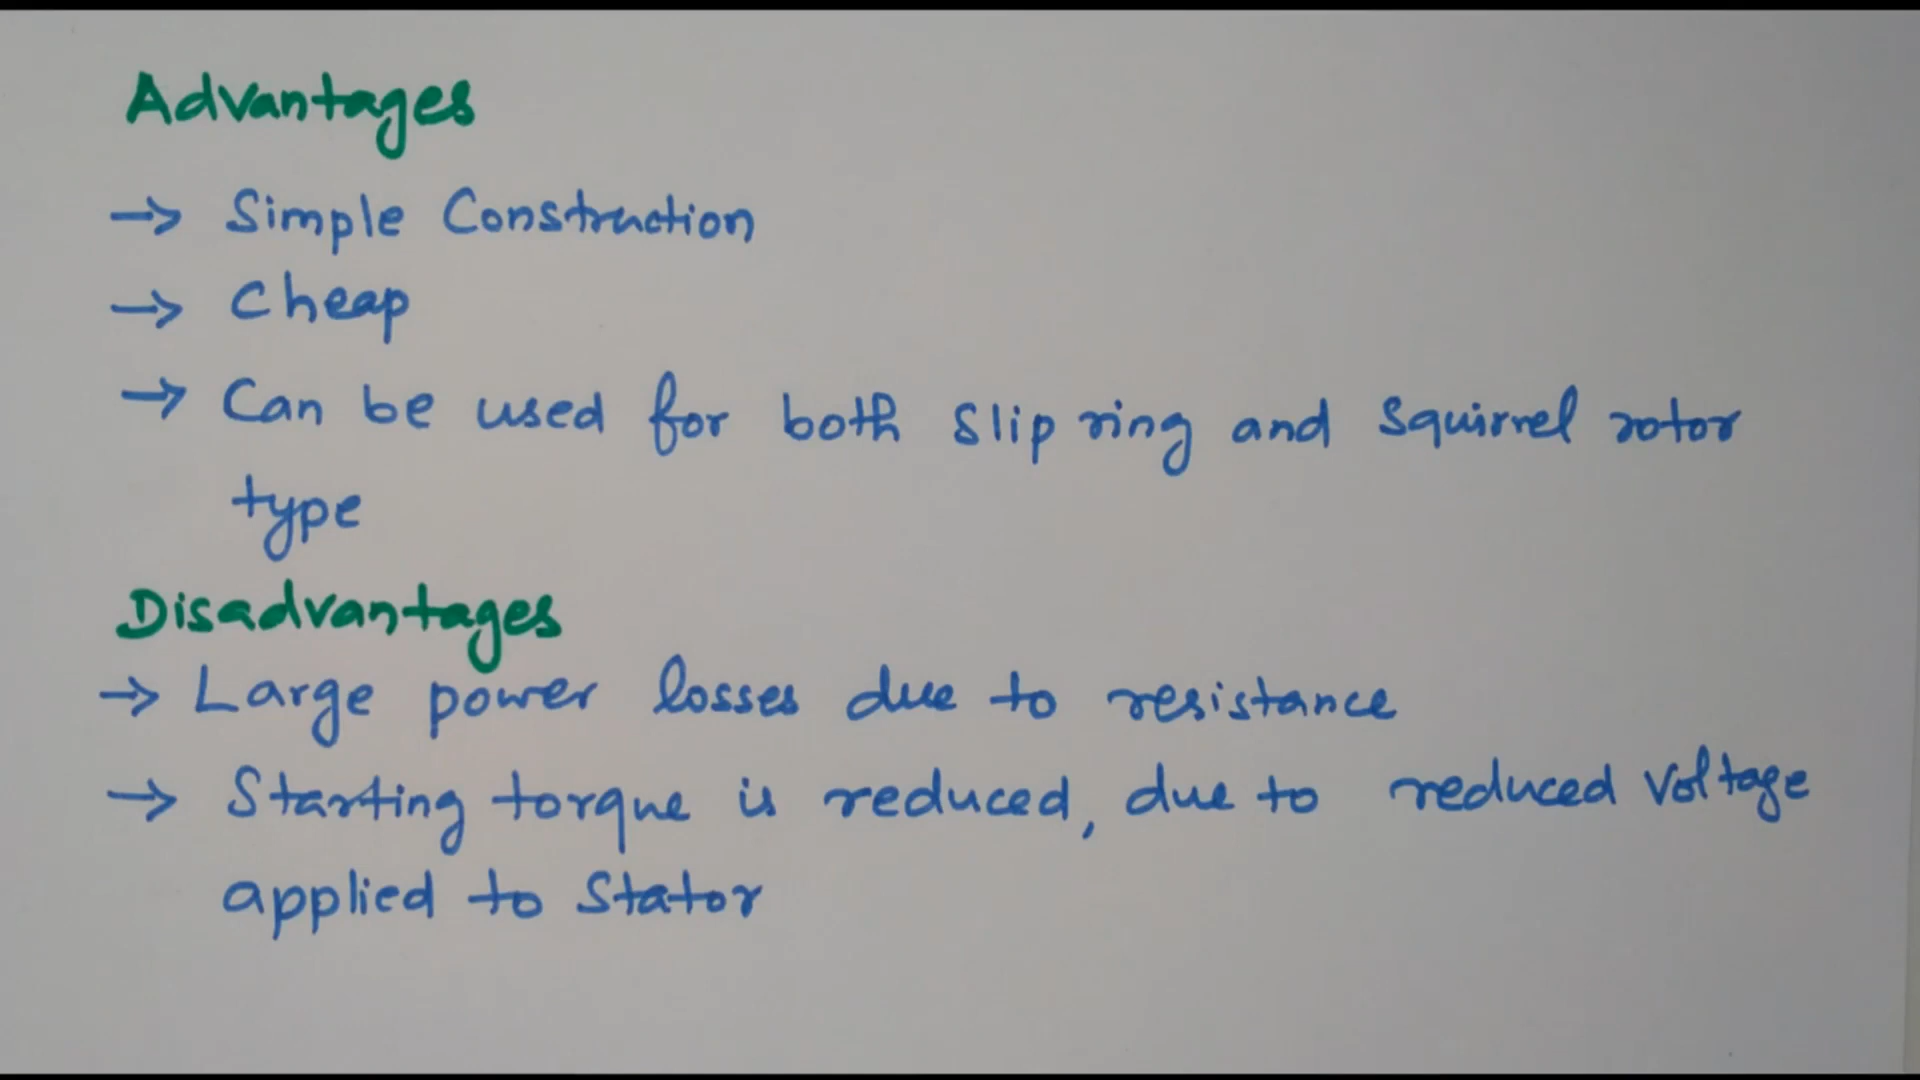 Advantages
→ Simple Construction
→ Cheap
→ Can be used for both slip ring and squirrel rotor
type
Disadvantages
→ Large power losses due to resistance
→ Starting torque is reduced, due to reduced voltage
applied to stator